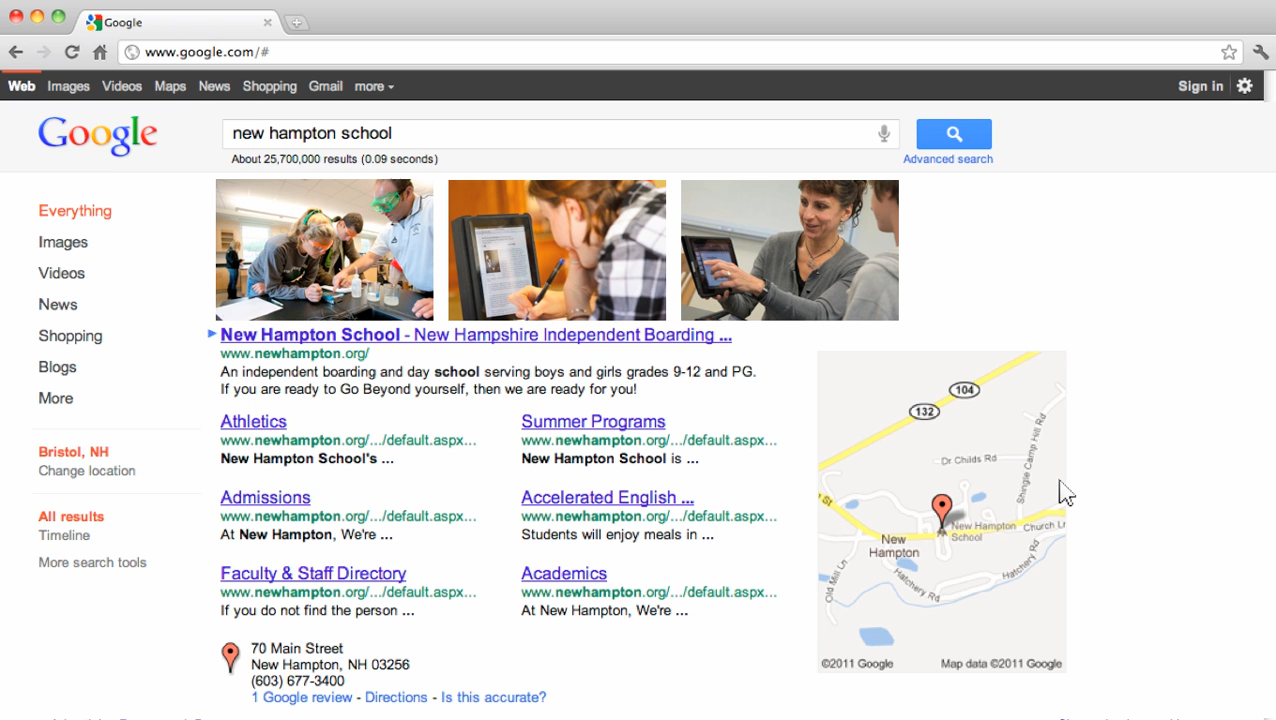 Google
www.google.com/#
Web Images Videos Maps News Shopping Gmail more Sign in
Google
new hampton school
About 25,700,000 results (0.09 seconds)
Advanced search
Everything
Images
Videos
News
Shopping
Blogs
More
Bristol, NH
Change location
All results
Timeline
More search tools
New Hampton School - New Hampshire Independent Boarding ...
www.newhampton.org/
An independent boarding and day school serving boys and girls grades 9-12 and PG.
If you are ready to Go Beyond yourself, then we are ready for you!
Athletics
www.newhampton.org/.../default.aspx...
New Hampton School's ...
Summer Programs
www.newhampton.org/.../default.aspx...
New Hampton School is ...
Admissions
www.newhampton.org/.../default.aspx...
At New Hampton, We're ...
Accelerated English ...
www.newhampton.org/.../default.aspx...
Students will enjoy meals in ...
Faculty & Staff Directory
www.newhampton.org/.../default.aspx...
If you do not find the person ...
Academics
www.newhampton.org/.../default.aspx...
At New Hampton, We're ...
70 Main Street
New Hampton, NH 03256
(603) 677-3400
1 Google review - Directions - Is this accurate?
104
132
Dr Childs Rd
Shingle Camp Hill Rd
St
New Hampton
School
Church Ln
New
Hampton
Old Mill Ln
Hatchery Rd
Hatchery Rd
©2011 Google Map data ©2011 Google